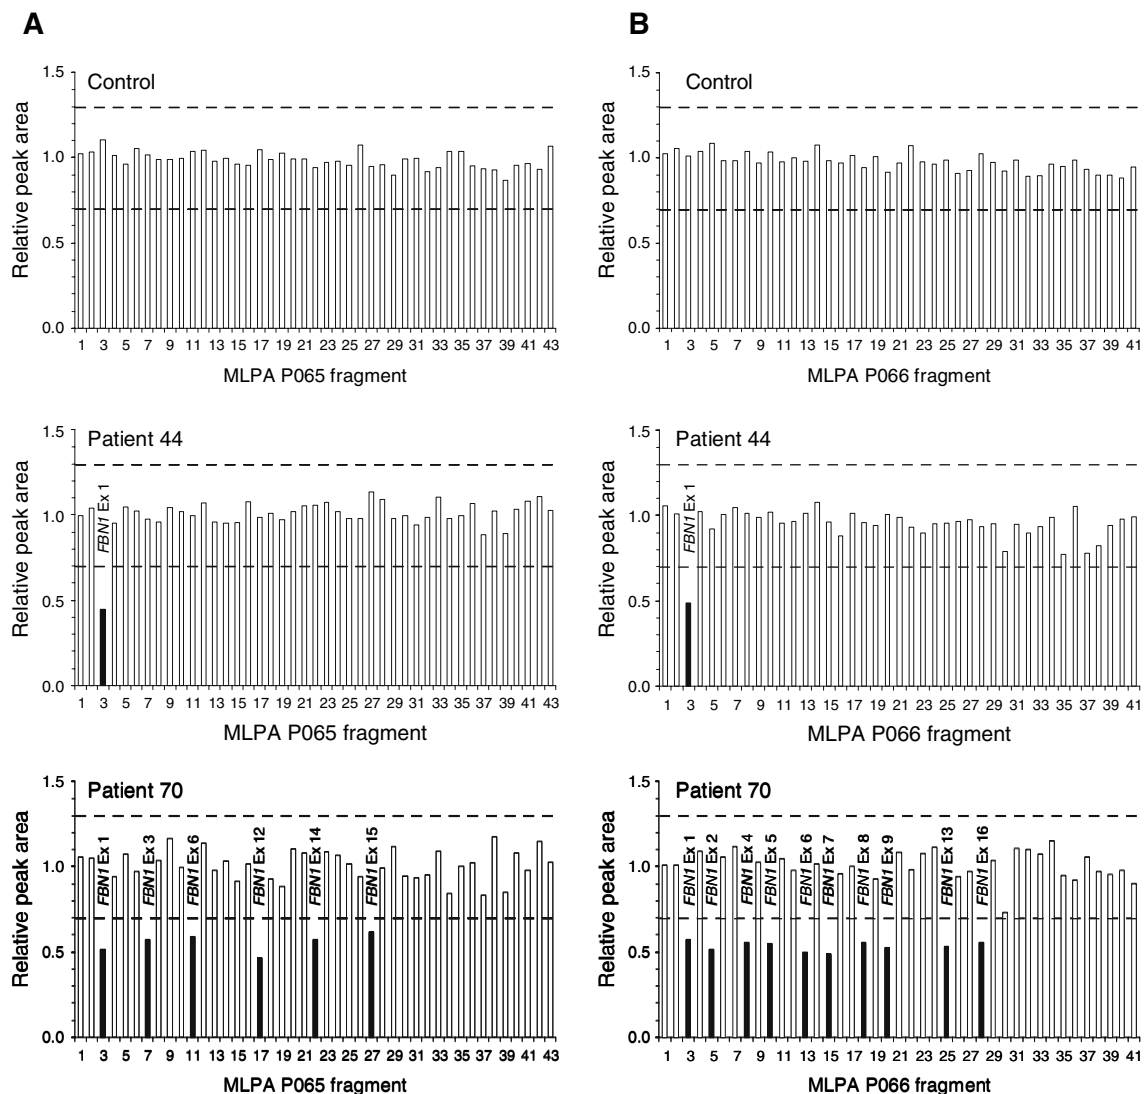 A
B
Control
Relative peak area
1.5
1.0
0.5
0.0
1 3 5 7 9 11 13 15 17 19 21 23 25 27 29 31 33 35 37 39 41 43
MLPA P065 fragment
Control
Relative peak area
1.5
1.0
0.5
0.0
1 3 5 7 9 11 13 15 17 19 21 23 25 27 29 31 33 35 37 39 41
MLPA P066 fragment
Patient 44
Relative peak area
1.5
1.0
0.5
0.0
FBN1 Ex 1
1 3 5 7 9 11 13 15 17 19 21 23 25 27 29 31 33 35 37 39 41 43
MLPA P065 fragment
Patient 44
Relative peak area
1.5
1.0
0.5
0.0
FBN1 Ex 1
1 3 5 7 9 11 13 15 17 19 21 23 25 27 29 31 33 35 37 39 41
MLPA P066 fragment
Patient 70
Relative peak area
1.5
1.0
0.5
0.0
FBN1 Ex 1
FBN1 Ex 3
FBN1 Ex 6
FBN1 Ex 12
FBN1 Ex 14
FBN1 Ex 15
1 3 5 7 9 11 13 15 17 19 21 23 25 27 29 31 33 35 37 39 41 43
MLPA P065 fragment
Patient 70
Relative peak area
1.5
1.0
0.5
0.0
FBN1 Ex 1
FBN1 Ex 2
FBN1 Ex 4
FBN1 Ex 5
FBN1 Ex 6
FBN1 Ex 7
FBN1 Ex 8
FBN1 Ex 9
FBN1 Ex 13
FBN1 Ex 16
1 3 5 7 9 11 13 15 17 19 21 23 25 27 29 31 33 35 37 39 41
MLPA P066 fragment